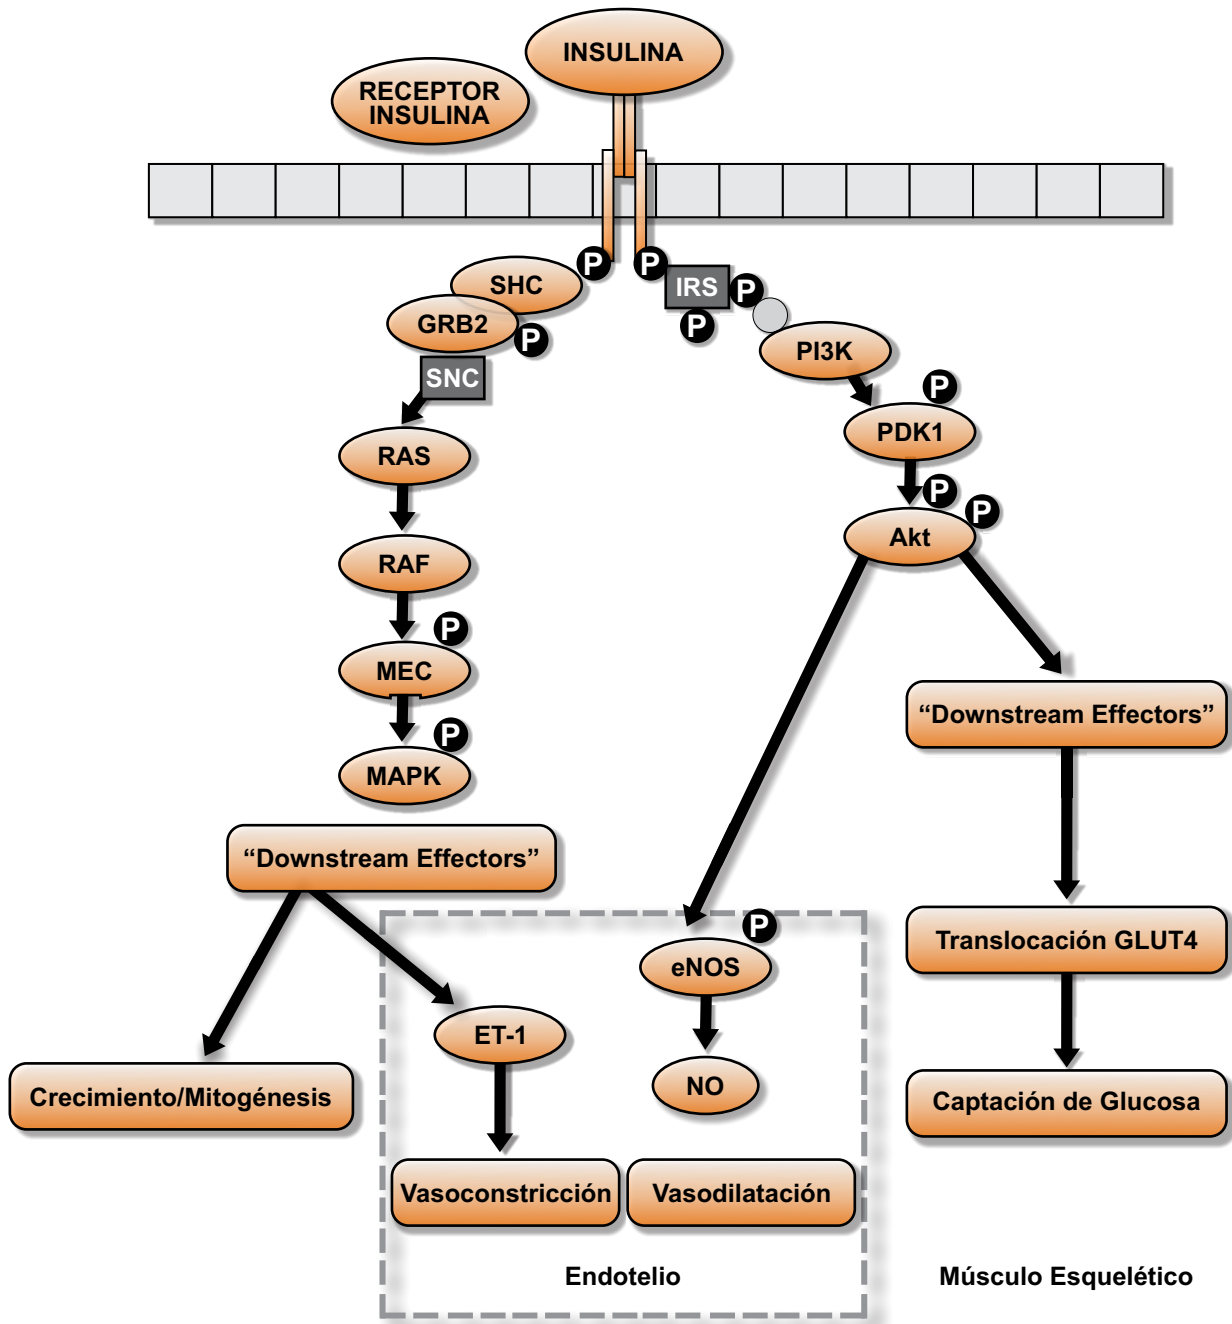 INSULINA
RECEPTOR
INSULINA
P
P
SHC
IRS
P
GRB2
P
P
PI3K
SNC
P
PDK1
RAS
P
P
Akt
RAF
P
MEC
“Downstream Effectors”
P
MAPK
“Downstream Effectors”
P
Translocación GLUT4
eNOS
ET-1
NO
Crecimiento/Mitogénesis
Captación de Glucosa
Vasoconstricción
Vasodilatación
Endotelio
Músculo Esquelético